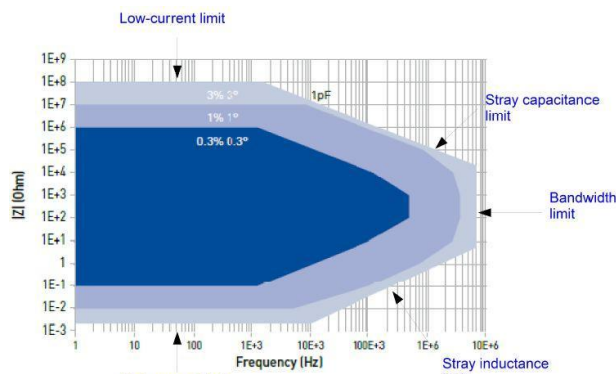 Low-current limit
1E+9
1E+8
1E+7
1E+6
1E+5
1E+4
1E+3
1E+2
1E+1
1
1E-1
1E-2
1E-3
|Z| (Ohm)
3% 3°
1% 1°
0.3% 0.3°
1pF
Stray capacitance
limit
Bandwidth
limit
1
10
100
1E+3
10E+3
100E+3
1E+6
10E+6
Frequency (Hz)
Stray inductance